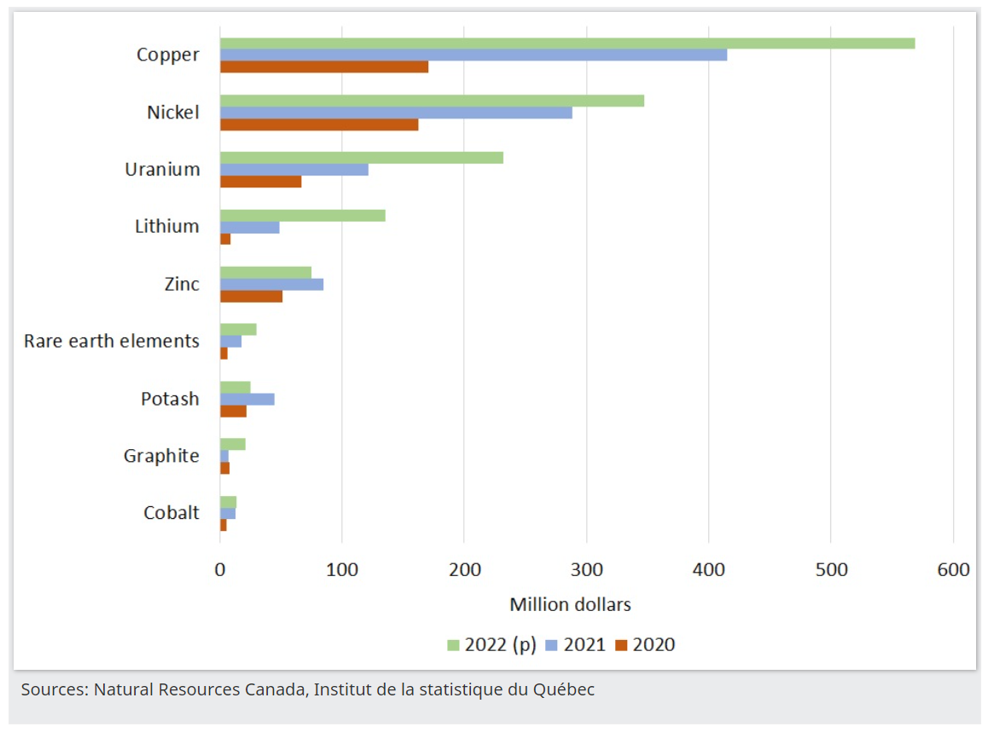 Copper
Nickel
Uranium
Lithium
Zinc
Rare earth elements
Potash
Graphite
Cobalt
0 100 200 300 400 500 600
Million dollars
2022 (p) 2021 2020
Sources: Natural Resources Canada, Institut de la statistique du Québec